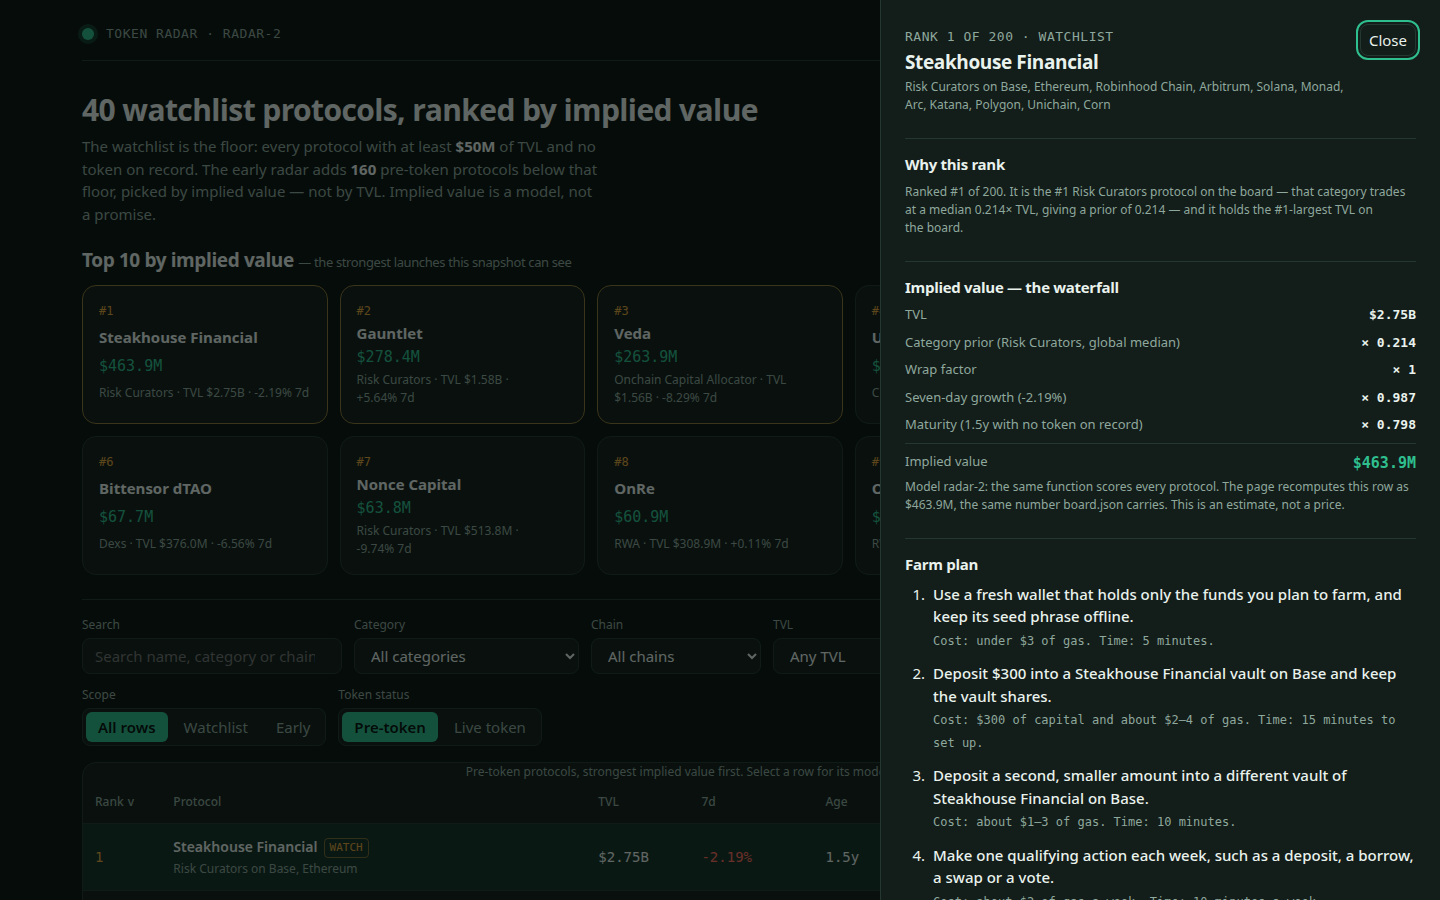 TOKEN RADAR · RADAR-2
40 watchlist protocols, ranked by implied value
The watchlist is the floor: every protocol with at least $50M of TVL and no
token on record. The early radar adds 160 pre-token protocols below that
floor, picked by implied value — not by TVL. Implied value is a model, not
a promise.
Top 10 by implied value — the strongest launches this snapshot can see
#1
Steakhouse Financial
$463.9M
Risk Curators · TVL $2.75B · -2.19% 7d
#2
Gauntlet
$278.4M
Risk Curators · TVL $1.58B ·
+5.64% 7d
#3
Veda
$263.9M
Onchain Capital Allocator · TVL
$1.56B · -8.29% 7d
#6
Bittensor dTAO
$67.7M
Dexs · TVL $376.0M · -6.56% 7d
#7
Nonce Capital
$63.8M
Risk Curators · TVL $513.8M ·
-9.74% 7d
#8
OnRe
$60.9M
RWA · TVL $308.9M · +0.11% 7d
Search
Category
Chain
TVL
Search name, category or chain
All categories
All chains
Any TVL
Scope
Token status
All rows
Watchlist
Early
Pre-token
Live token
Pre-token protocols, strongest implied value first. Select a row for its
Rank v
Protocol
TVL
7d
Age
1
Steakhouse Financial WATCH
Risk Curators on Base, Ethereum
$2.75B
-2.19%
1.5y
RANK 1 OF 200 · WATCHLIST
Close
Steakhouse Financial
Risk Curators on Base, Ethereum, Robinhood Chain, Arbitrum, Solana, Monad,
Arc, Katana, Polygon, Unichain, Corn
Why this rank
Ranked #1 of 200. It is the #1 Risk Curators protocol on the board — that category trades
at a median 0.214× TVL, giving a prior of 0.214 — and it holds the #1-largest TVL on
the board.
Implied value — the waterfall
TVL $2.75B
Category prior (Risk Curators, global median) × 0.214
Wrap factor × 1
Seven-day growth (-2.19%) × 0.987
Maturity (1.5y with no token on record) × 0.798
Implied value $463.9M
Model radar-2: the same function scores every protocol. The page recomputes this row as
$463.9M, the same number board.json carries. This is an estimate, not a price.
Farm plan
1. Use a fresh wallet that holds only the funds you plan to farm, and
keep its seed phrase offline.
Cost: under $3 of gas. Time: 5 minutes.
2. Deposit $300 into a Steakhouse Financial vault on Base and keep
the vault shares.
Cost: $300 of capital and about $2–4 of gas. Time: 15 minutes to
set up.
3. Deposit a second, smaller amount into a different vault of
Steakhouse Financial on Base.
Cost: about $1–3 of gas. Time: 10 minutes.
4. Make one qualifying action each week, such as a deposit, a borrow,
a swap or a vote.